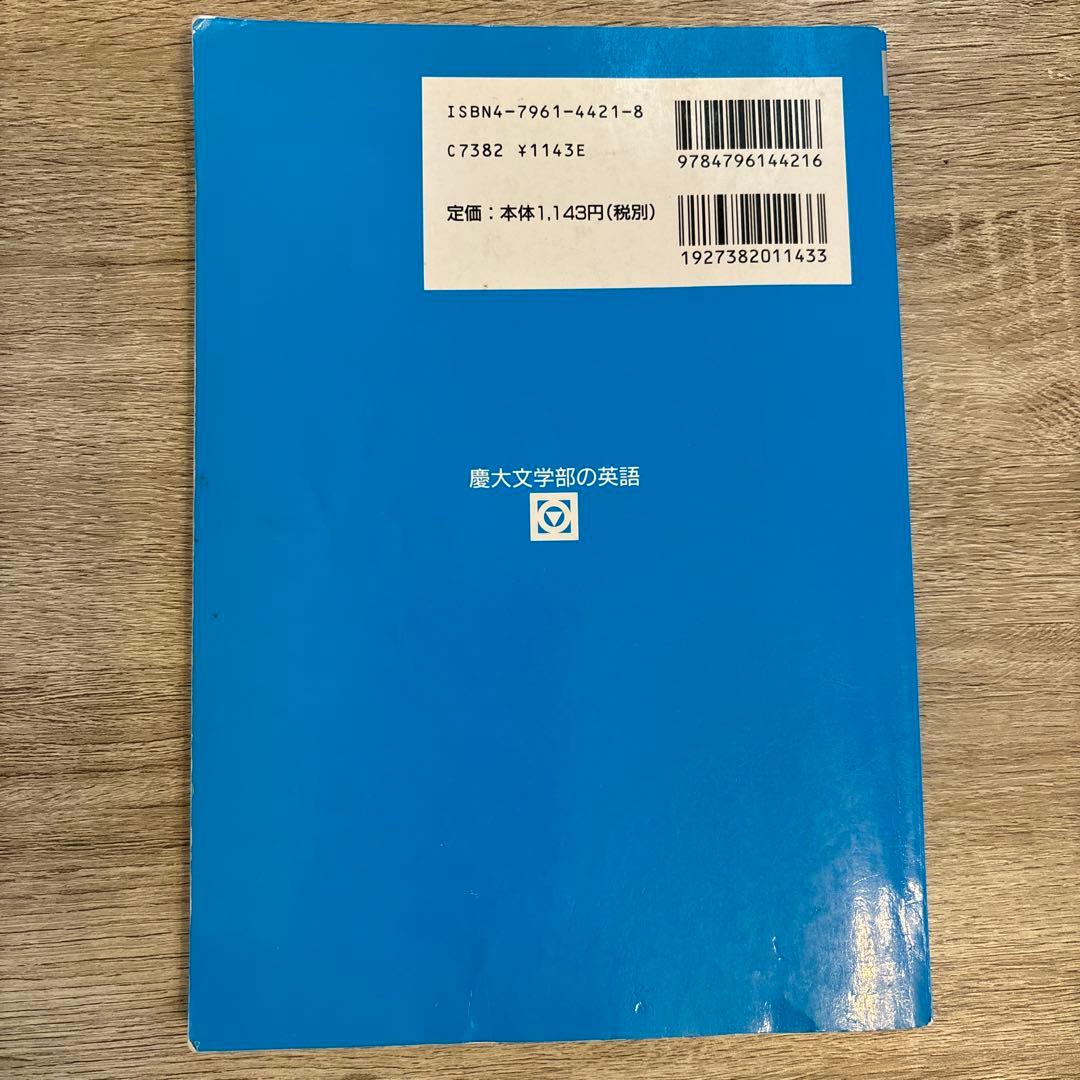 ISBN4-7961-4421-8
C7382 ¥1143E
9784796144216
定価：本体1,143円(税別)
1927382011433
慶大文学部の英語